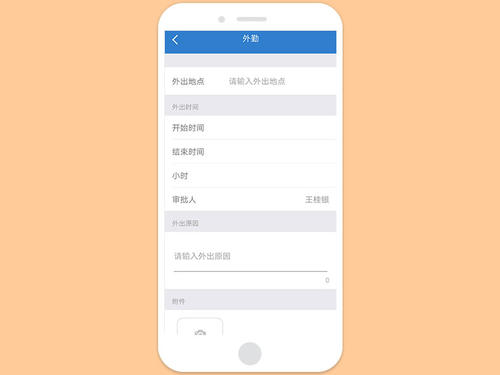 外勤
外出地点 请输入外出地点
外出时间
开始时间
结束时间
小时
审批人 王桂银
外出原因
请输入外出原因
0
附件